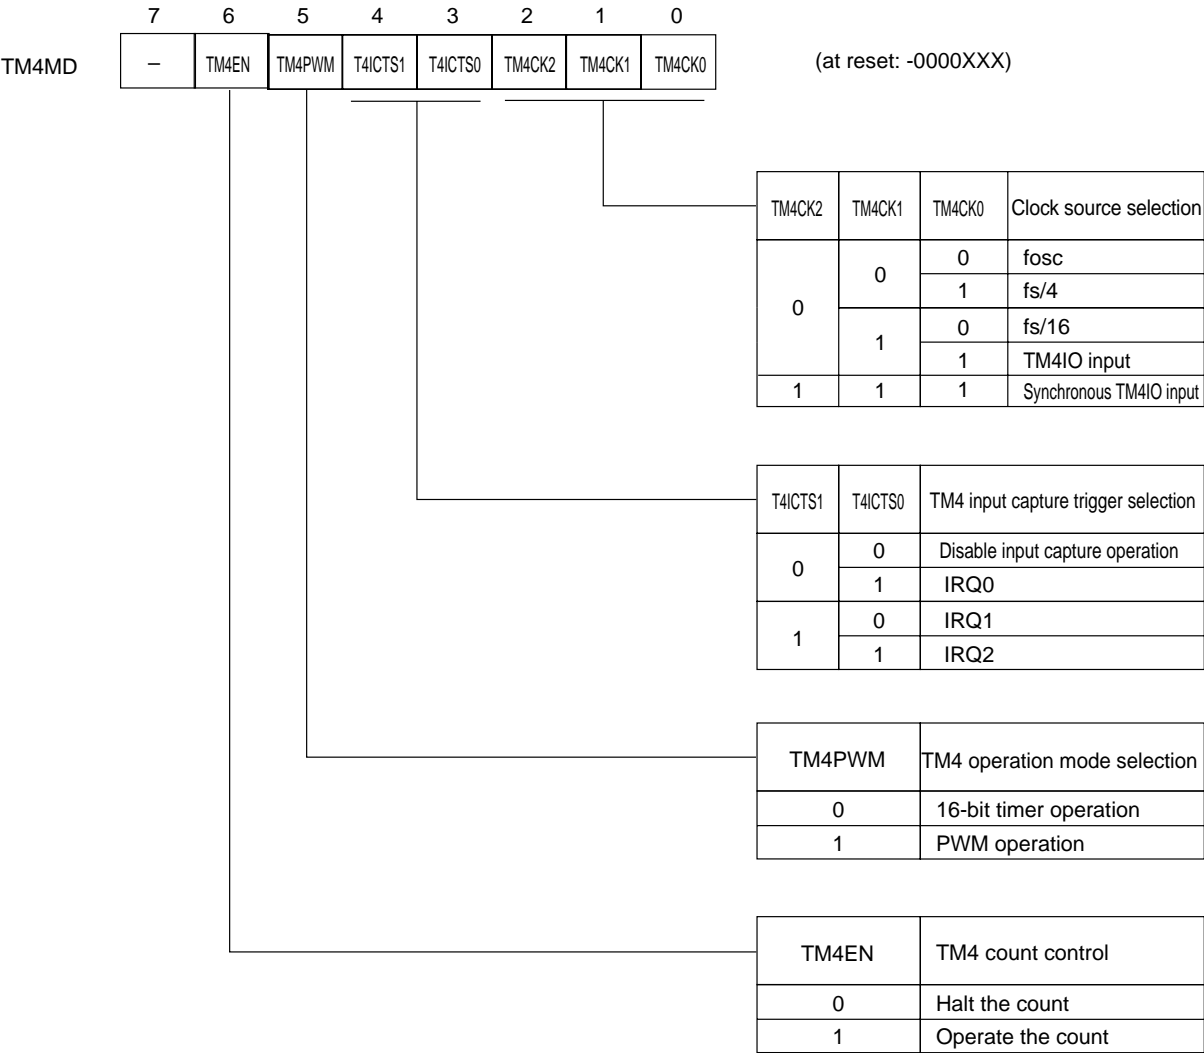 7 6 5 4 3 2 1 0
TM4MD – TM4EN TM4PWM T4ICTS1 T4ICTS0 TM4CK2 TM4CK1 TM4CK0 (at reset: -0000XXX)
TM4CK2 TM4CK1 TM4CK0 Clock source selection
0 0 0 fosc
1 fs/4
1 0 fs/16
1 TM4IO input
1 1 1 Synchronous TM4IO input
T4ICTS1 T4ICTS0 TM4 input capture trigger selection
0 0 Disable input capture operation
1 IRQ0
1 0 IRQ1
1 IRQ2
TM4PWM TM4 operation mode selection
0 16-bit timer operation
1 PWM operation
TM4EN TM4 count control
0 Halt the count
1 Operate the count